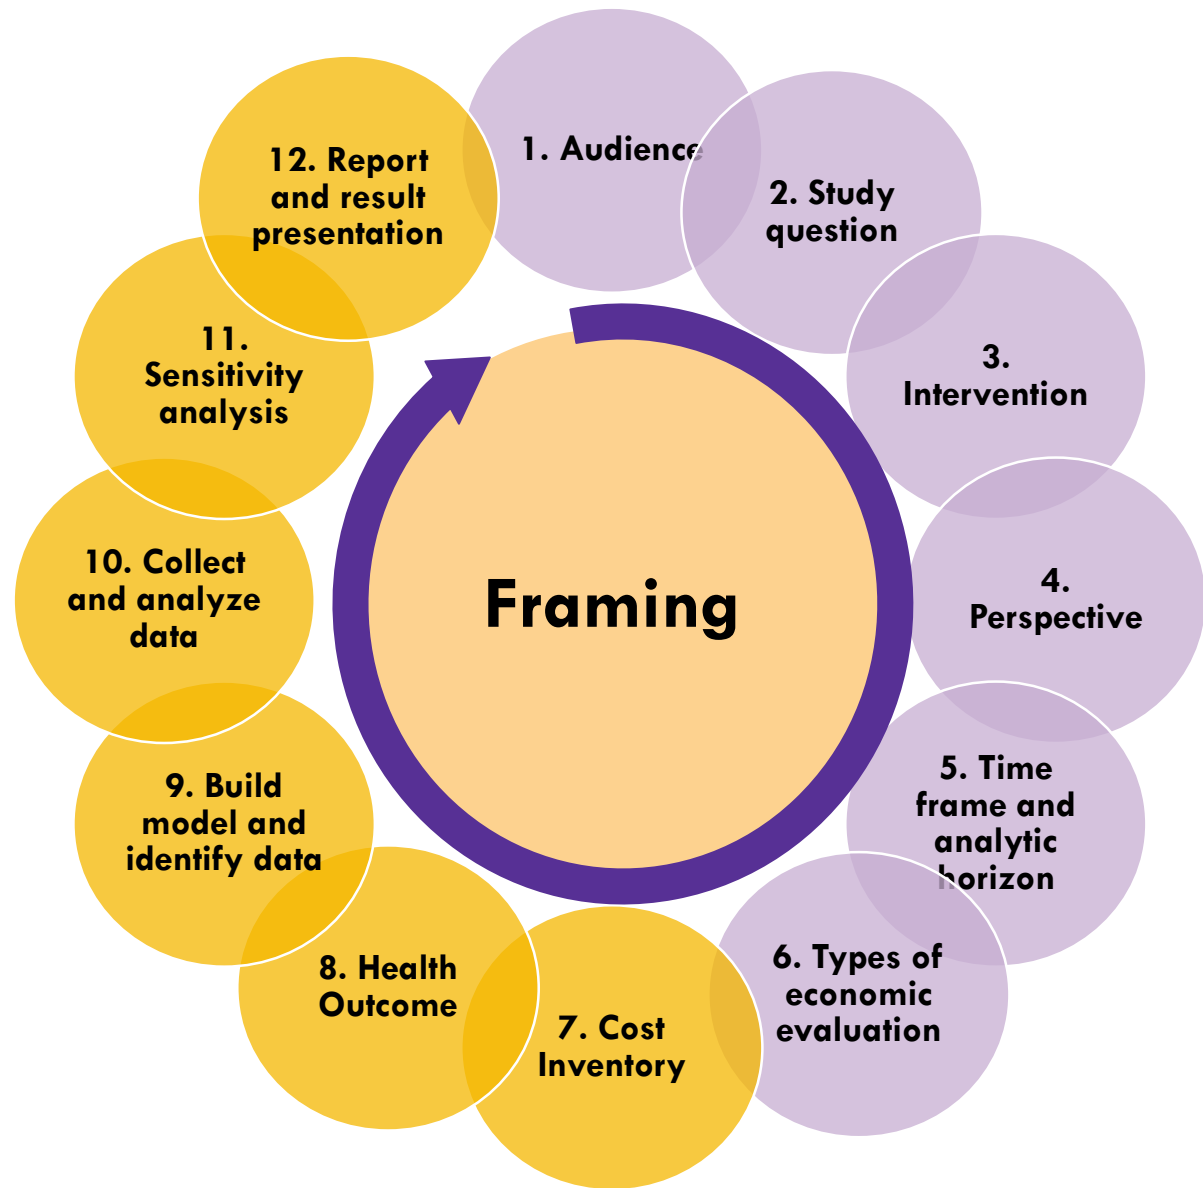 1. Audience
2. Study
question
3.
Intervention
4.
Perspective
5. Time
frame and
analytic
horizon
6. Types of
economic
evaluation
7. Cost
Inventory
8. Health
Outcome
9. Build
model and
identify data
10. Collect
and analyze
data
11.
Sensitivity
analysis
12. Report
and result
presentation
Framing